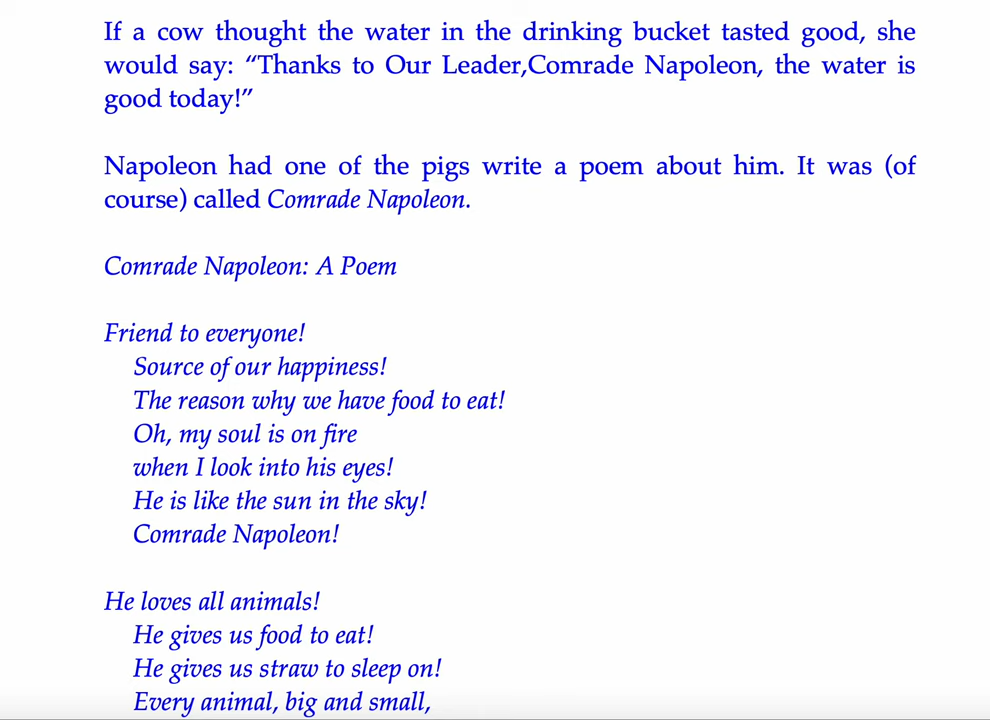 If a cow thought the water in the drinking bucket tasted good, she
would say: “Thanks to Our Leader,Comrade Napoleon, the water is
good today!”
Napoleon had one of the pigs write a poem about him. It was (of
course) called Comrade Napoleon.
Comrade Napoleon: A Poem
Friend to everyone!
Source of our happiness!
The reason why we have food to eat!
Oh, my soul is on fire
when I look into his eyes!
He is like the sun in the sky!
Comrade Napoleon!
He loves all animals!
He gives us food to eat!
He gives us straw to sleep on!
Every animal, big and small,